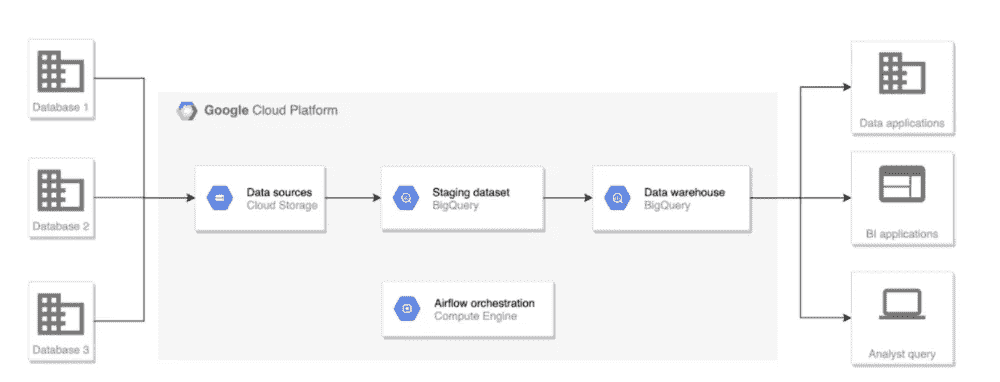 Database 1
Database 2
Database 3
Google Cloud Platform
Data sources
Cloud Storage
Staging dataset
BigQuery
Data warehouse
BigQuery
Airflow orchestration
Compute Engine
Data applications
BI applications
Analyst query